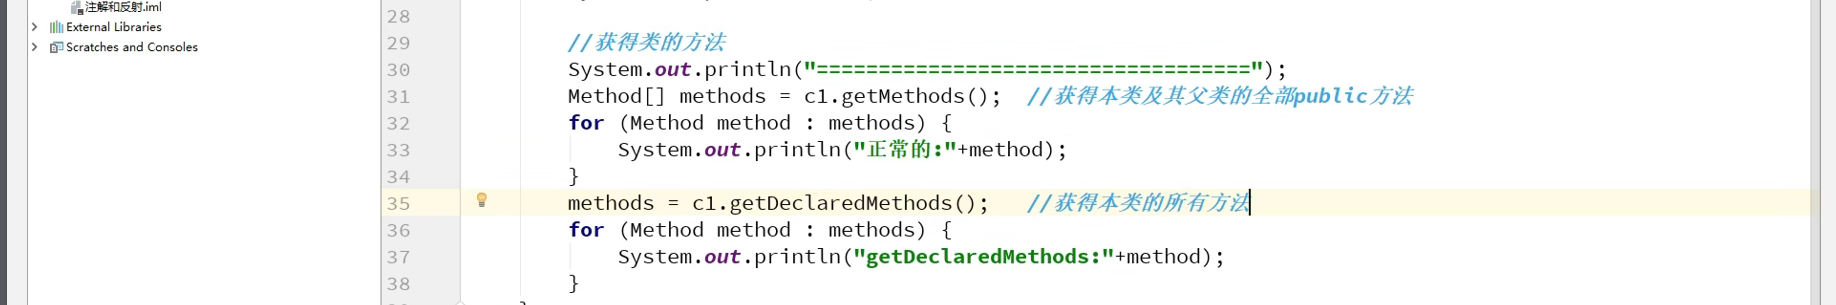 注解和反射.iml
External Libraries
Scratches and Consoles
28
29 //获得类的方法
30 System.out.println("===================================");
31 Method[] methods = c1.getMethods(); //获得本类及其父类的全部public方法
32 for (Method method : methods) {
33 System.out.println("正常的:"+method);
34 }
35 methods = c1.getDeclaredMethods(); //获得本类的所有方法
36 for (Method method : methods) {
37 System.out.println("getDeclaredMethods:"+method);
38 }